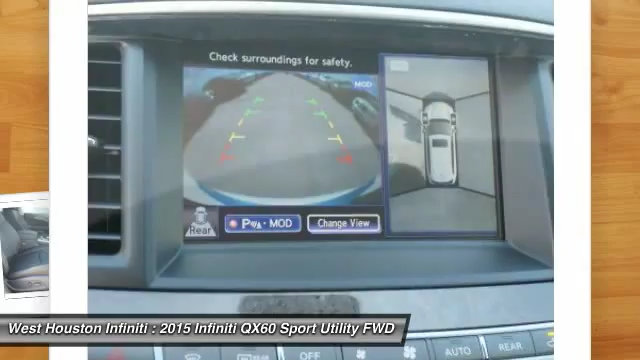 Check surroundings for safety.
MOD
Rear
P MOD
Change View
West Houston Infiniti : 2015 Infiniti QX60 Sport Utility FWD
OFF
AUTO
REAR